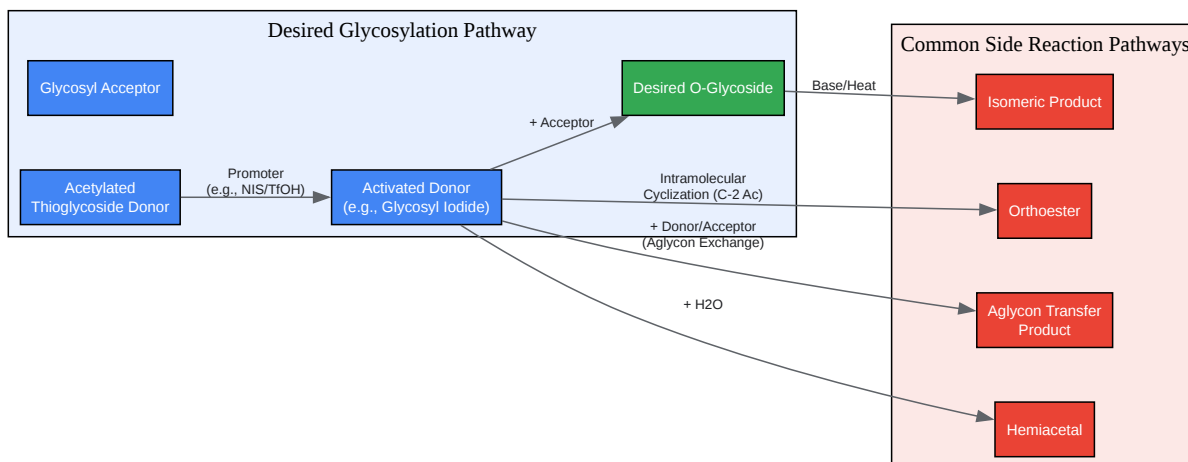 Desired Glycosylation Pathway
Common Side Reaction Pathways
Glycosyl Acceptor
Desired O-Glycoside
Base/Heat
Isomeric Product
+ Acceptor
Acetylated
Thioglycoside Donor
Promoter
(e.g., NIS/TfOH)
Activated Donor
(e.g., Glycosyl Iodide)
Intramolecular
Cyclization (C-2 Ac)
Orthoester
+ Donor/Acceptor
(Aglycon Exchange)
Aglycon Transfer
Product
+ H2O
Hemiacetal